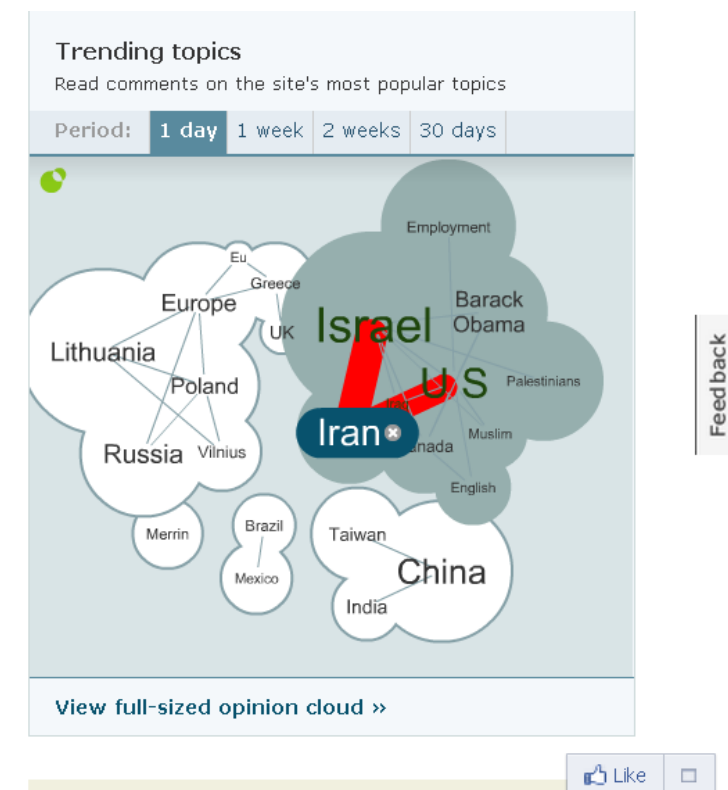 Trending topics
Read comments on the site's most popular topics
Period: 1 day 1 week 2 weeks 30 days
Employment
Eu
Greece
Europe
Barack
Obama
UK
Israel
Lithuania
U S
Palestinians
Poland
Iran
Iran
Muslim
Russia
Vilnius
anada
English
Merrin
Brazil
Taiwan
Mexico
China
India
View full-sized opinion cloud »
Feedback
Like